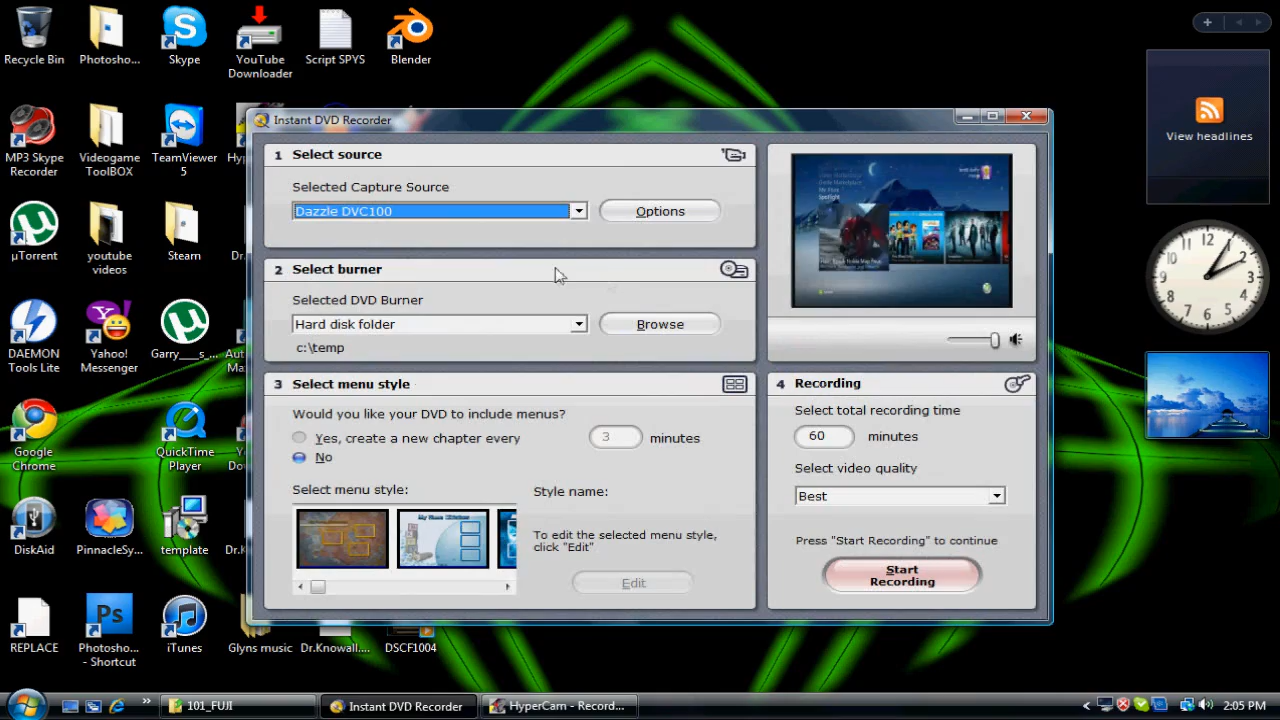 Recycle Bin
Photosho...
Skype
YouTube
Downloader
Script SPYS
Blender
MP3 Skype
Recorder
Videogame
ToolBOX
TeamViewer
5
µTorrent
youtube
videos
Steam
DAEMON
Tools Lite
Yahoo!
Messenger
Garry___s_...
Google
Chrome
QuickTime
Player
DiskAid
PinnacleSy...
template
REPLACE
Photosho...
- Shortcut
iTunes
Glyns music
Dr.Knowall....
DSCF1004
Instant DVD Recorder
1 Select source
Selected Capture Source
Dazzle DVC100
Options
2 Select burner
Selected DVD Burner
Hard disk folder
Browse
c:\temp
3 Select menu style
Would you like your DVD to include menus?
Yes, create a new chapter every
3 minutes
No
Select menu style:
Style name:
To edit the selected menu style,
click "Edit"
Edit
4 Recording
Select total recording time
60 minutes
Select video quality
Best
Press "Start Recording" to continue
Start
Recording
View headlines
12
101_FUJI
Instant DVD Recorder
HyperCam - Record...
2:05 PM